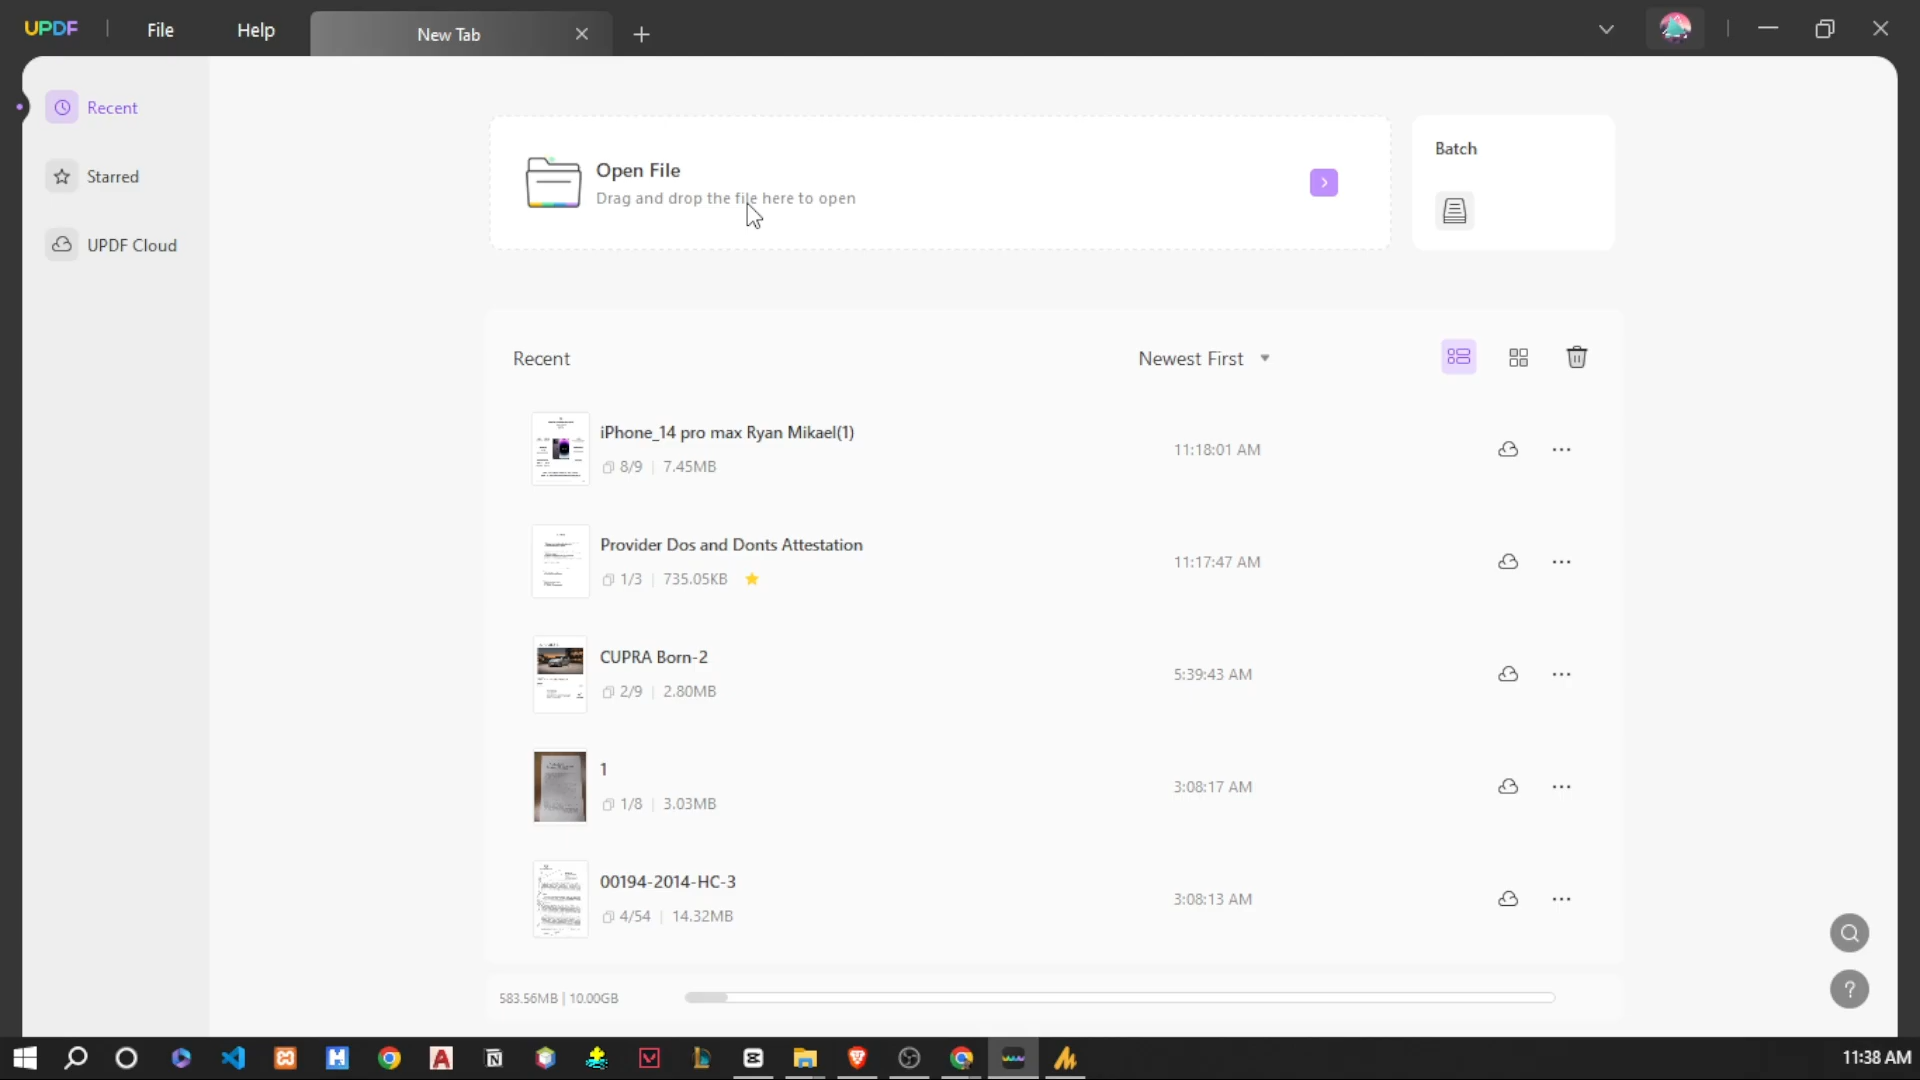 UPDF
File
Help
New Tab
Recent
Starred
UPDF Cloud
Open File
Drag and drop the file here to open
Batch
Recent
Newest First
iPhone_14 pro max Ryan Mikael(1)
8/9 | 7.45MB
11:18:01 AM
Provider Dos and Donts Attestation
1/3 | 735.05KB
11:17:47 AM
CUPRA Born-2
2/9 | 2.80MB
5:39:43 AM
1
1/8 | 3.03MB
3:08:17 AM
00194-2014-HC-3
4/54 | 14.32MB
3:08:13 AM
583.56MB | 10.00GB
11:38 AM